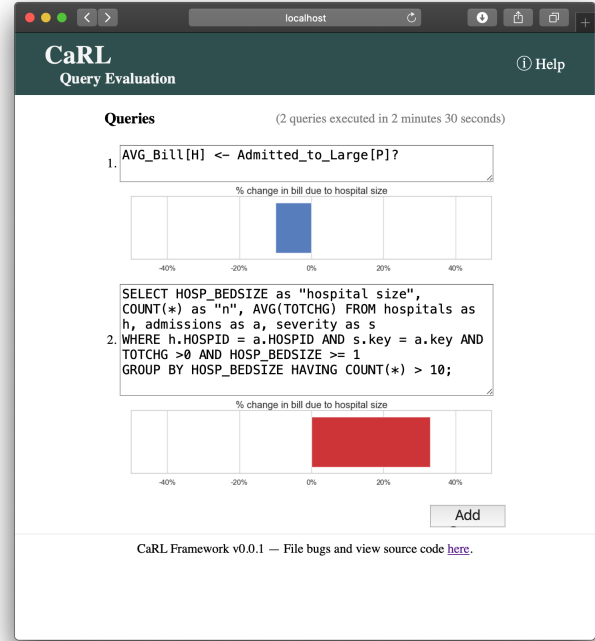 localhost
CaRL
Query Evaluation
Help
Queries
(2 queries executed in 2 minutes 30 seconds)
1.
AVG_Bill[H] <- Admitted_to_Large[P]?
% change in bill due to hospital size
-40% -20% 0% 20% 40%
2.
SELECT HOSP_BEDSIZE as "hospital size",
COUNT(*) as "n", AVG(TOTCHG) FROM hospitals as
h, admissions as a, severity as s
WHERE h.HOSPID = a.HOSPID AND s.key = a.key AND
TOTCHG >0 AND HOSP_BEDSIZE >= 1
GROUP BY HOSP_BEDSIZE HAVING COUNT(*) > 10;
% change in bill due to hospital size
-40% -20% 0% 20% 40%
Add
CaRL Framework v0.0.1 — File bugs and view source code here.